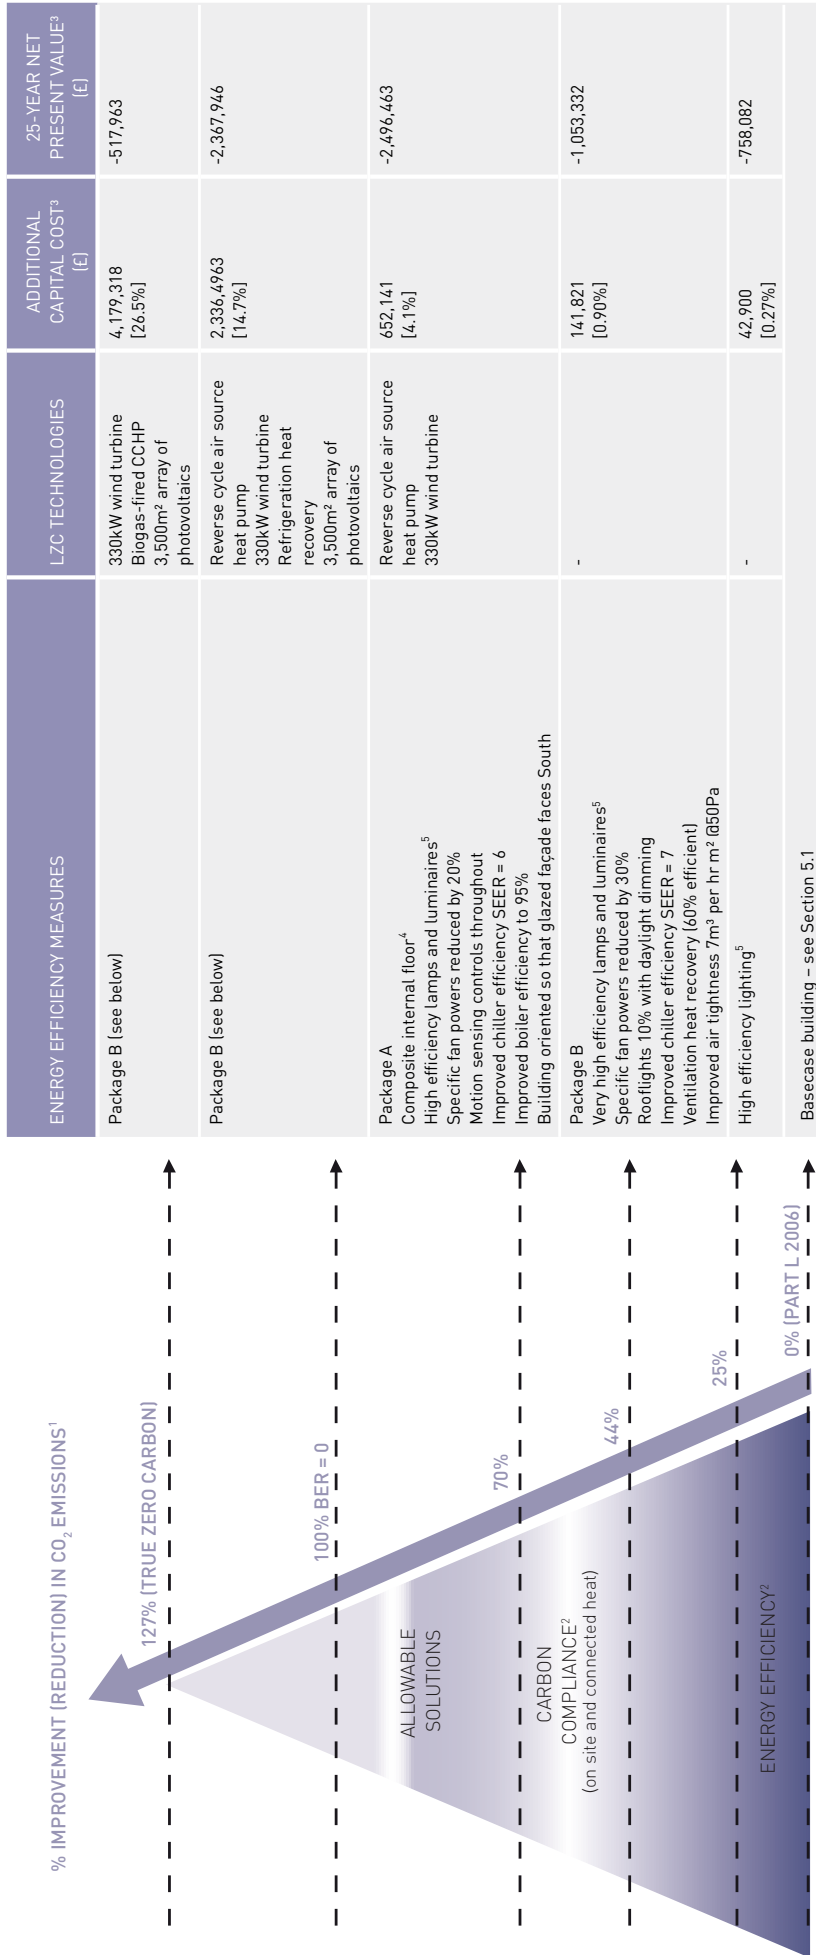 % IMPROVEMENT (REDUCTION) IN CO₂ EMISSIONS¹
127% (TRUE ZERO CARBON)
100% BER = 0
70%
44%
25%
0% (PART L 2006)
ALLOWABLE
SOLUTIONS
CARBON
COMPLIANCE²
(on site and connected heat)
ENERGY EFFICIENCY²
ENERGY EFFICIENCY MEASURES
LZC TECHNOLOGIES
ADDITIONAL
CAPITAL COST³
(£)
25-YEAR NET
PRESENT VALUE³
(£)
Package B (see below)
330kW wind turbine
Biogas-fired CCHP
3,500m² array of
photovoltaics
4,179,318
[26.5%]
-517,963
Package B (see below)
Reverse cycle air source
heat pump
330kW wind turbine
Refrigeration heat
recovery
3,500m² array of
photovoltaics
2,336,4963
[14.7%]
-2,367,946
Package A
Composite internal floor⁴
High efficiency lamps and luminaires⁵
Specific fan powers reduced by 20%
Motion sensing controls throughout
Improved chiller efficiency SEER = 6
Improved boiler efficiency to 95%
Building oriented so that glazed façade faces South
Reverse cycle air source
heat pump
330kW wind turbine
652,141
[4.1%]
-2,496,463
Package B
Very high efficiency lamps and luminaires⁵
Specific fan powers reduced by 30%
Rooflights 10% with daylight dimming
Improved chiller efficiency SEER = 7
Ventilation heat recovery (60% efficient)
Improved air tightness 7m³ per hr m² @50Pa
-
141,821
[0.90%]
-1,053,332
High efficiency lighting⁵
-
42,900
[0.27%]
-758,082
Basecase building – see Section 5.1